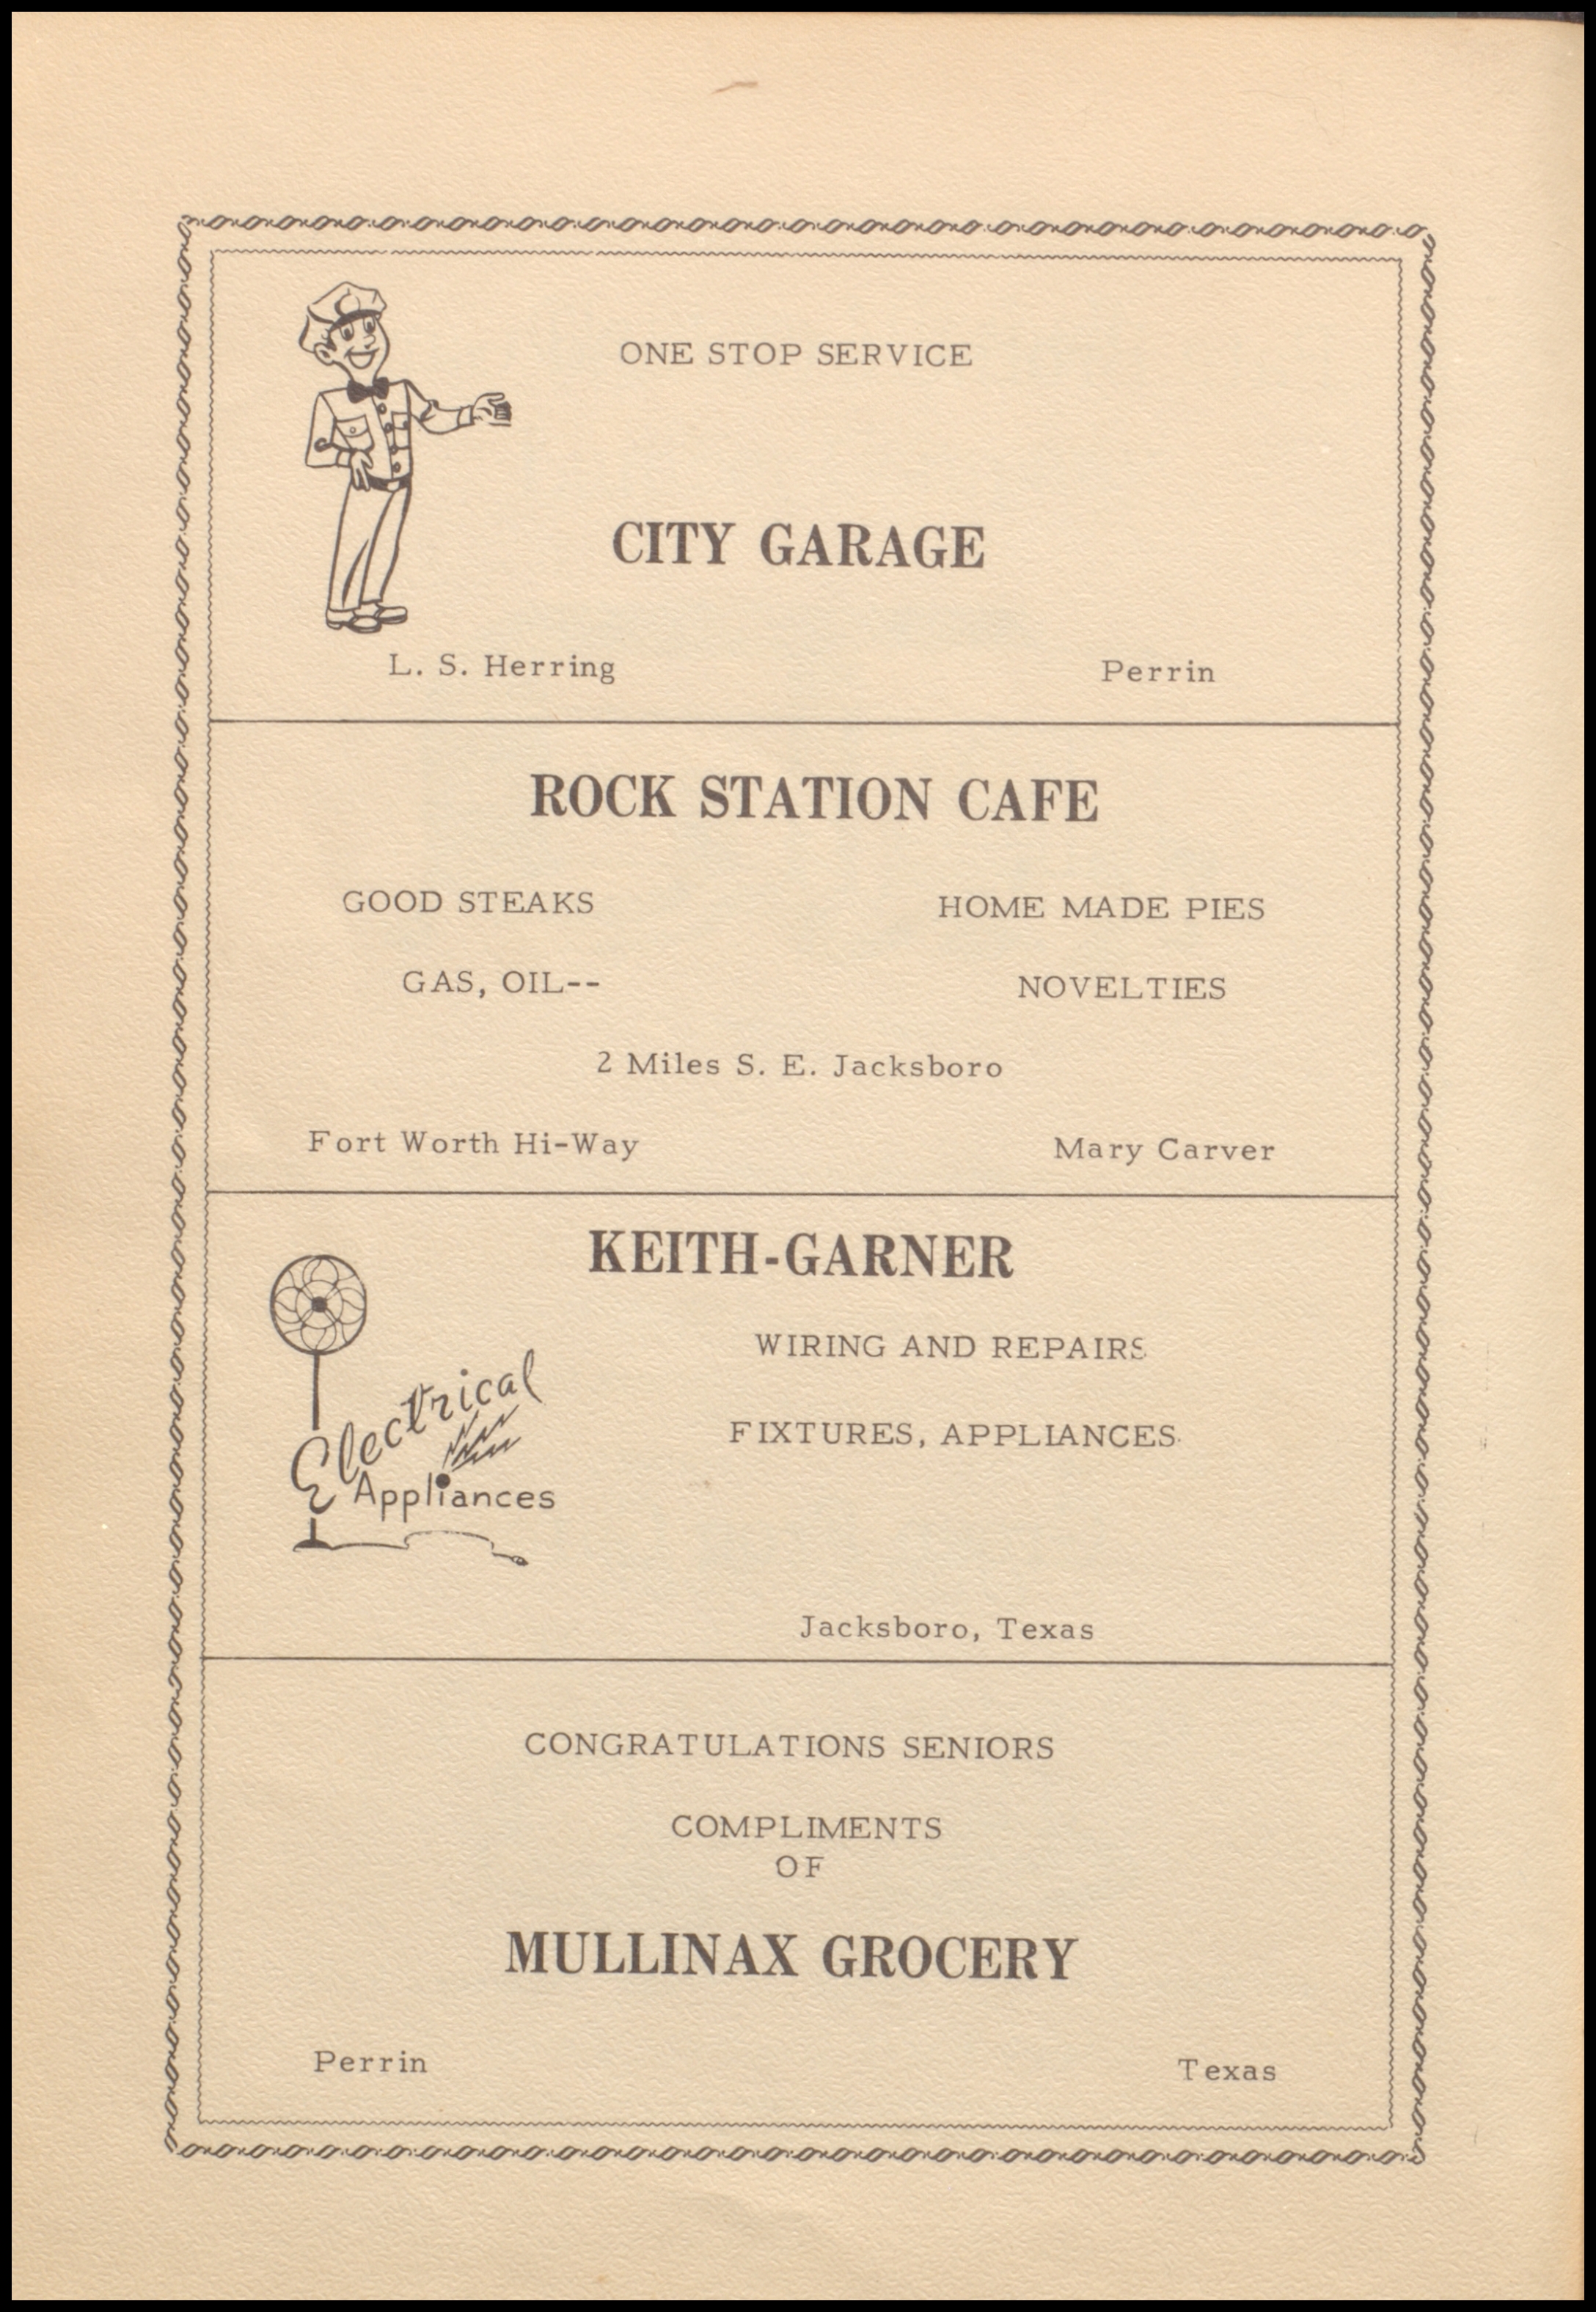 ONE STOP SERVICE
CITY GARAGE
L. S. Herring Perrin
ROCK STATION CAFE
GOOD STEAKS HOME MADE PIES
GAS, OIL-- NOVELTIES
2 Miles S. E. Jacksboro
Fort Worth Hi-Way Mary Carver
KEITH-GARNER
WIRING AND REPAIRS
FIXTURES, APPLIANCES
Electrical
Appliances
Jacksboro, Texas
CONGRATULATIONS SENIORS
COMPLIMENTS
OF
MULLINAX GROCERY
Perrin Texas